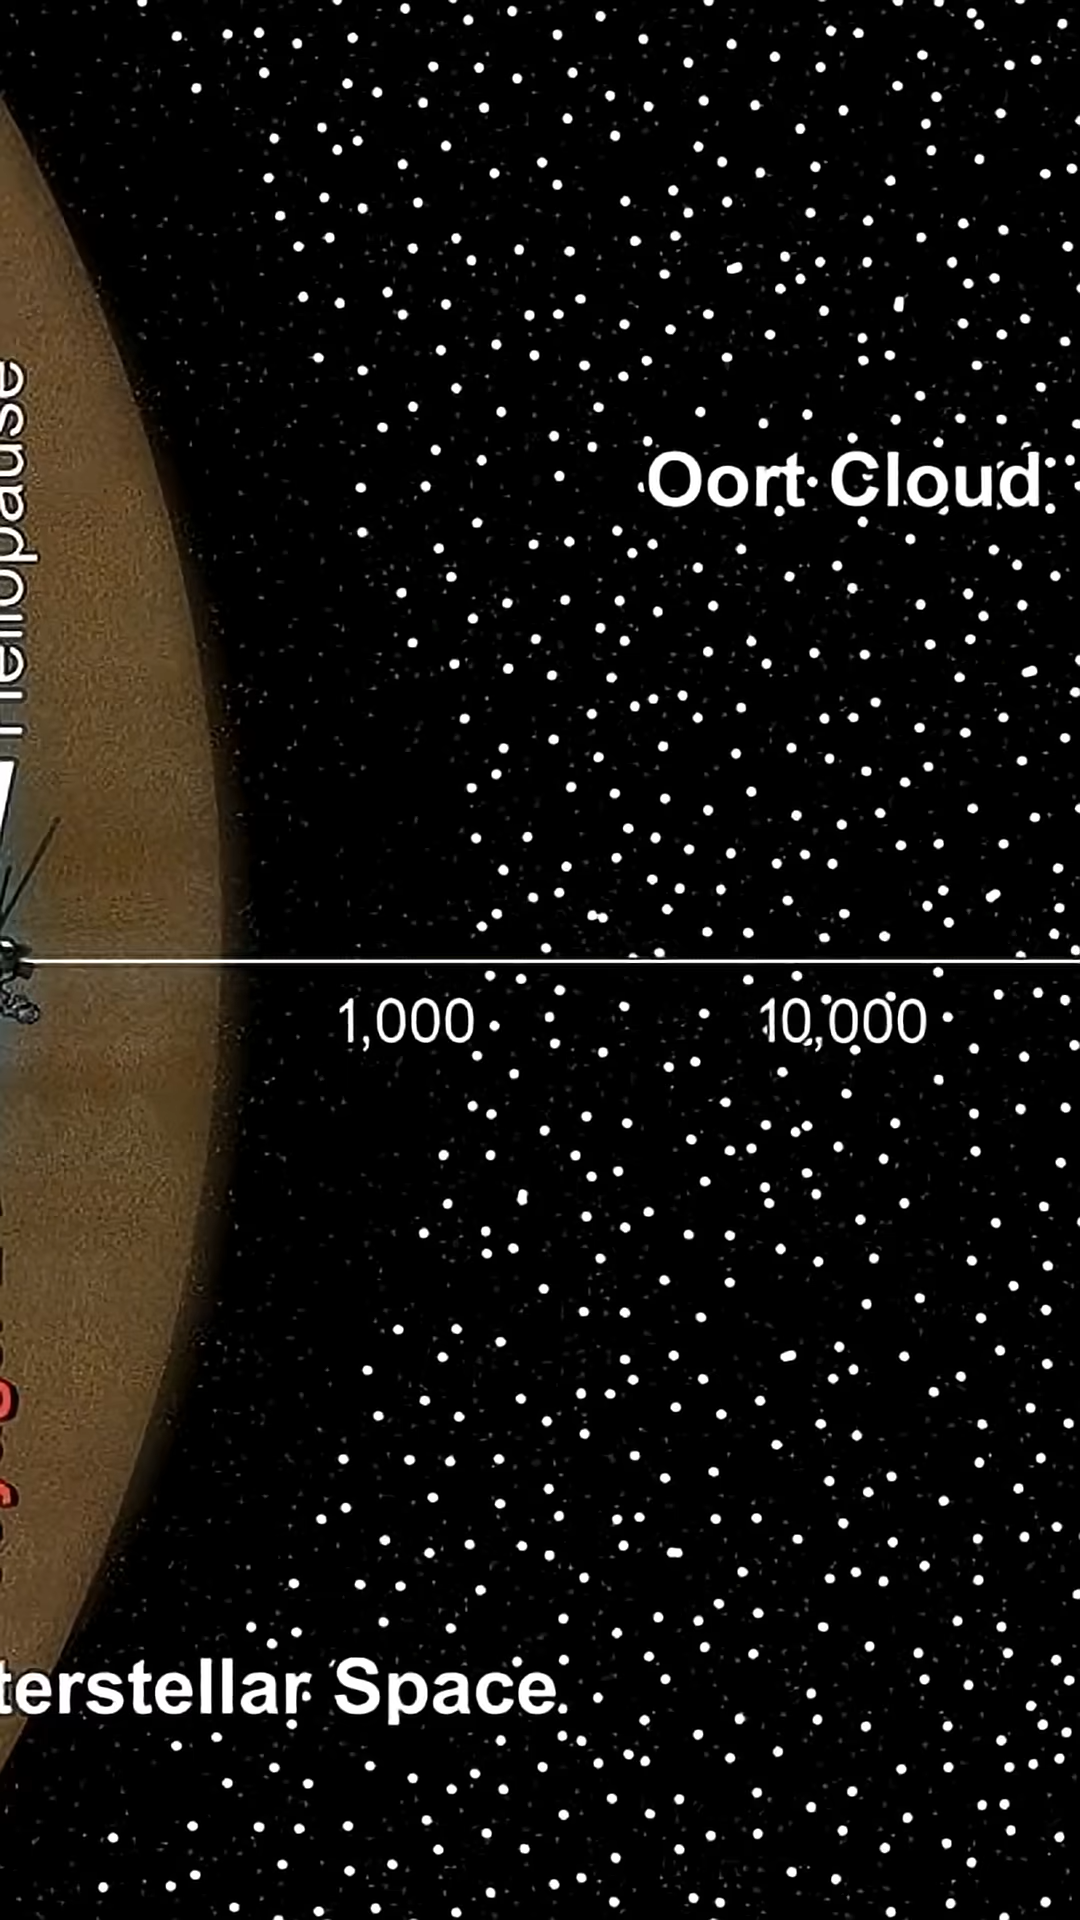 Heliopause
Oort Cloud
1,000
10,000
terstellar Space